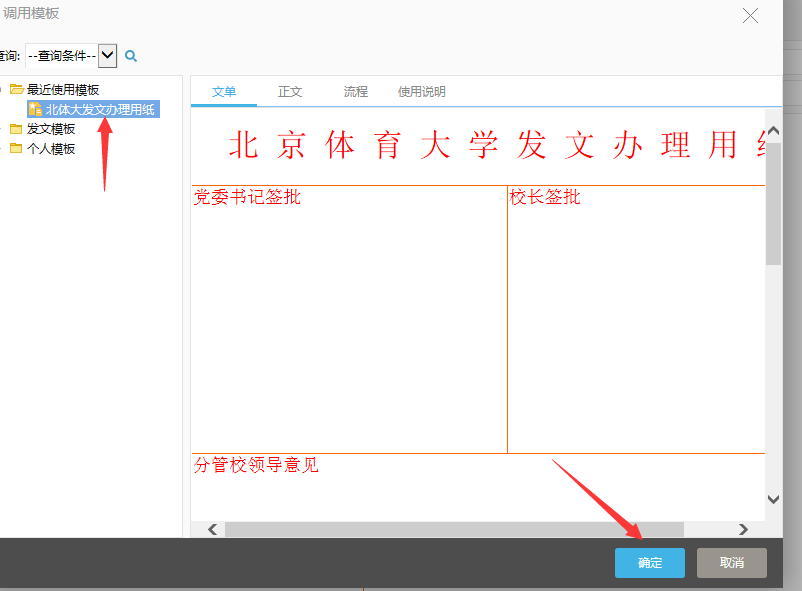 调用模板
查询: --查询条件--
最近使用模板
北体大发文办理用纸
发文模板
个人模板
文单 正文 流程 使用说明
北京体育大学发文办理用
党委书记签批 校长签批
分管校领导意见
确定 取消